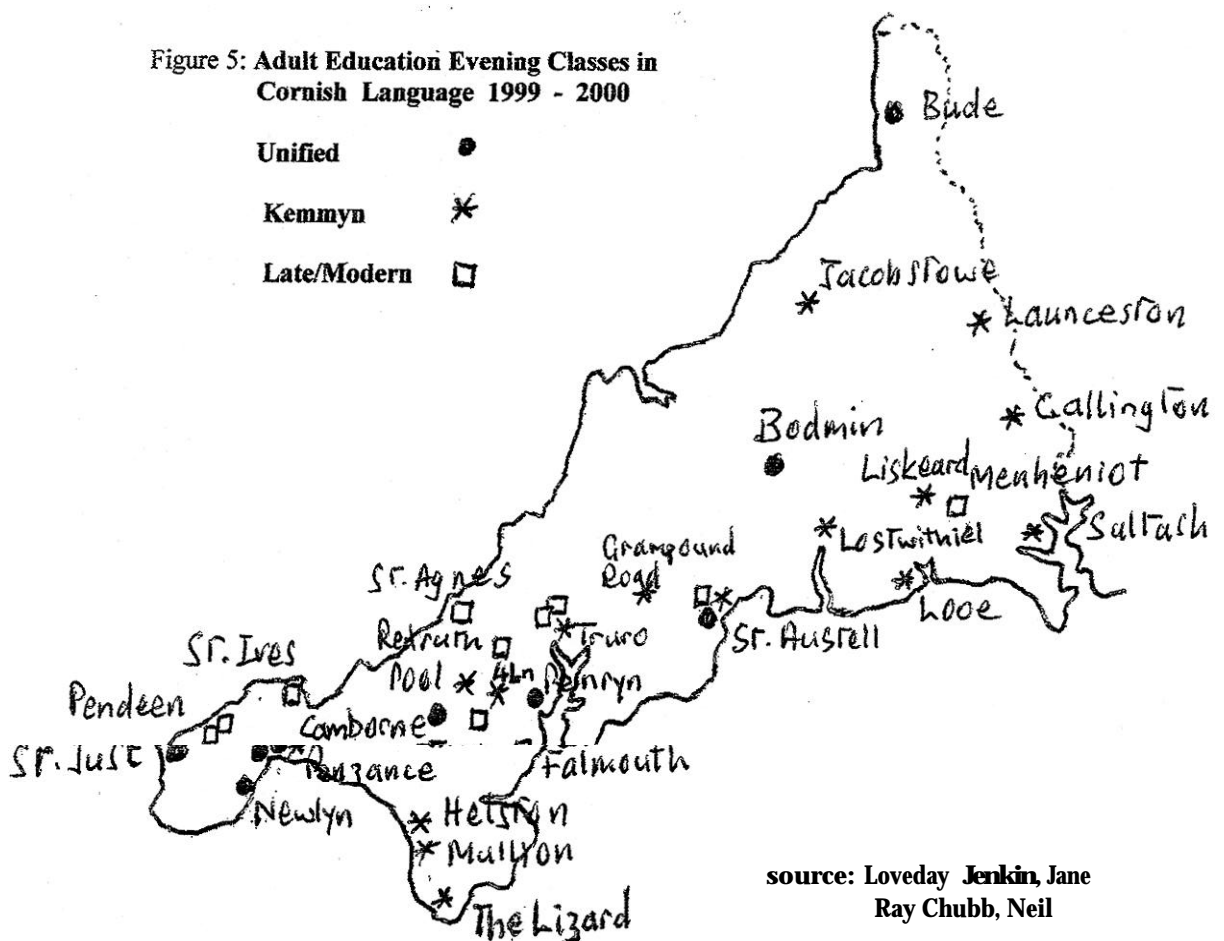 Figure 5: Adult Education Evening Classes in
Cornish Language 1999 - 2000
Unified
Kemmyn
Late/Modern
Bude
Jacobstowe
Launceston
Callington
Bodmin
Liskeard
Menheniot
Saltash
Lostwithiel
Looe
Grampound
Road
St. Austell
St. Agnes
Redruth
Truro
St. Ives
Pool
4Ln
Penryn
Pendeen
Camborne
St. Just
Penzance
Falmouth
Newlyn
Helston
Mullion
The Lizard
source: Loveday Jenkin, Jane
Ray Chubb, Neil